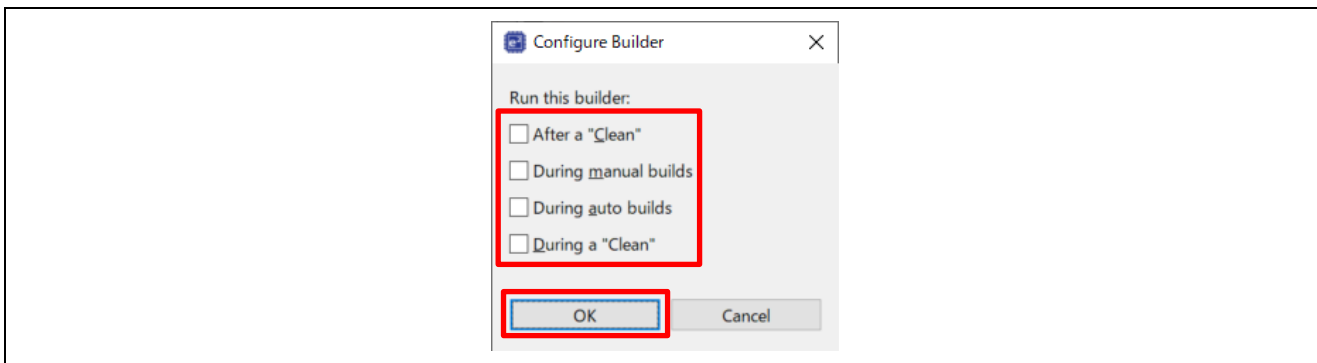 Configure Builder
Run this builder:
After a "Clean"
During manual builds
During auto builds
During a "Clean"
OK Cancel